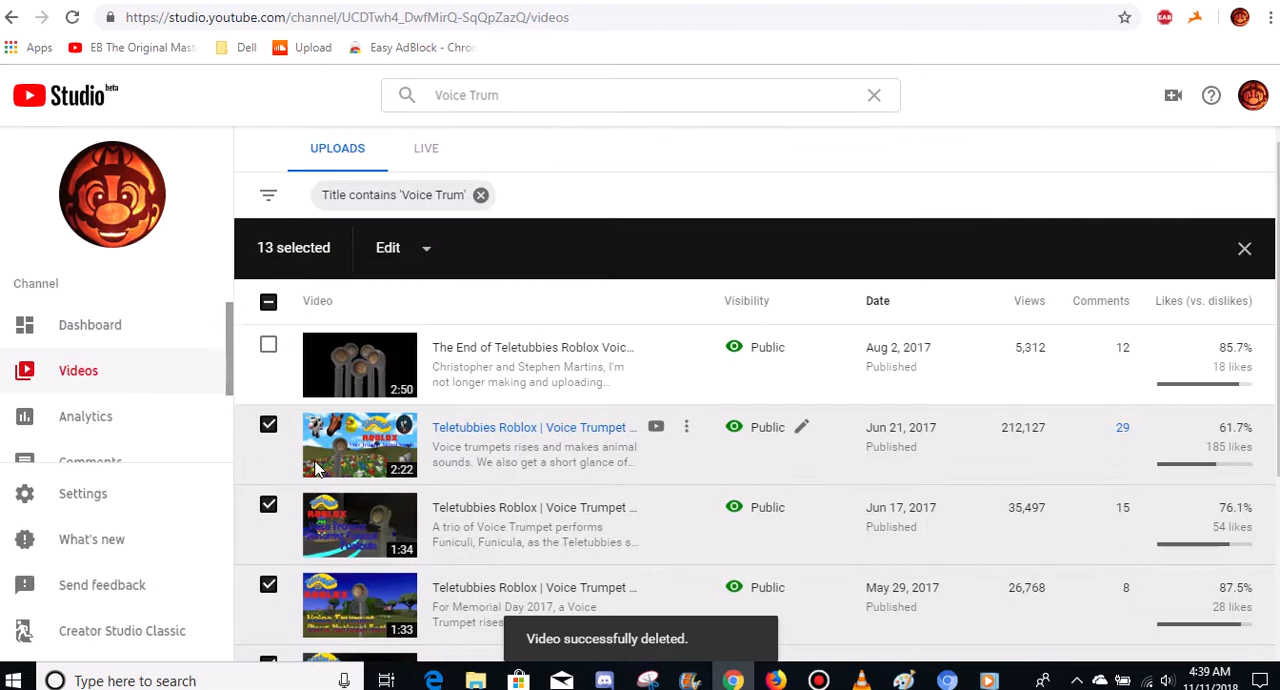 https://studio.youtube.com/channel/UCDTwh4_DwfMirQ-SqQpZazQ/videos
EAB
Apps EB The Original Mast Dell Upload Easy AdBlock - Chron
Studio beta
Voice Trum
UPLOADS LIVE
Title contains 'Voice Trum'
13 selected Edit
Channel
Video Visibility Date Views Comments Likes (vs. dislikes)
Dashboard
The End of Teletubbies Roblox Voic... Public Aug 2, 2017 5,312 12 85.7%
Christopher and Stephen Martins, I'm Published 18 likes
not longer making and uploading...
2:50
Videos
Analytics
Comments
Teletubbies Roblox | Voice Trumpet ... Public Jun 21, 2017 212,127 29 61.7%
Voice trumpets rises and makes animal Published 185 likes
sounds. We also get a short glance of...
ROBLOX
2:22
Settings
Teletubbies Roblox | Voice Trumpet ... Public Jun 17, 2017 35,497 15 76.1%
A trio of Voice Trumpet performs Published 54 likes
Funiculi, Funicula, as the Teletubbies s...
ROBLOX
1:34
What's new
Send feedback
Teletubbies Roblox | Voice Trumpet ... Public May 29, 2017 26,768 8 87.5%
For Memorial Day 2017, a Voice Published 28 likes
Trumpet rises
ROBLOX
Voice Trumpet
1:33
Creator Studio Classic
Video successfully deleted.
Type here to search
4:39 AM
11/11/2018